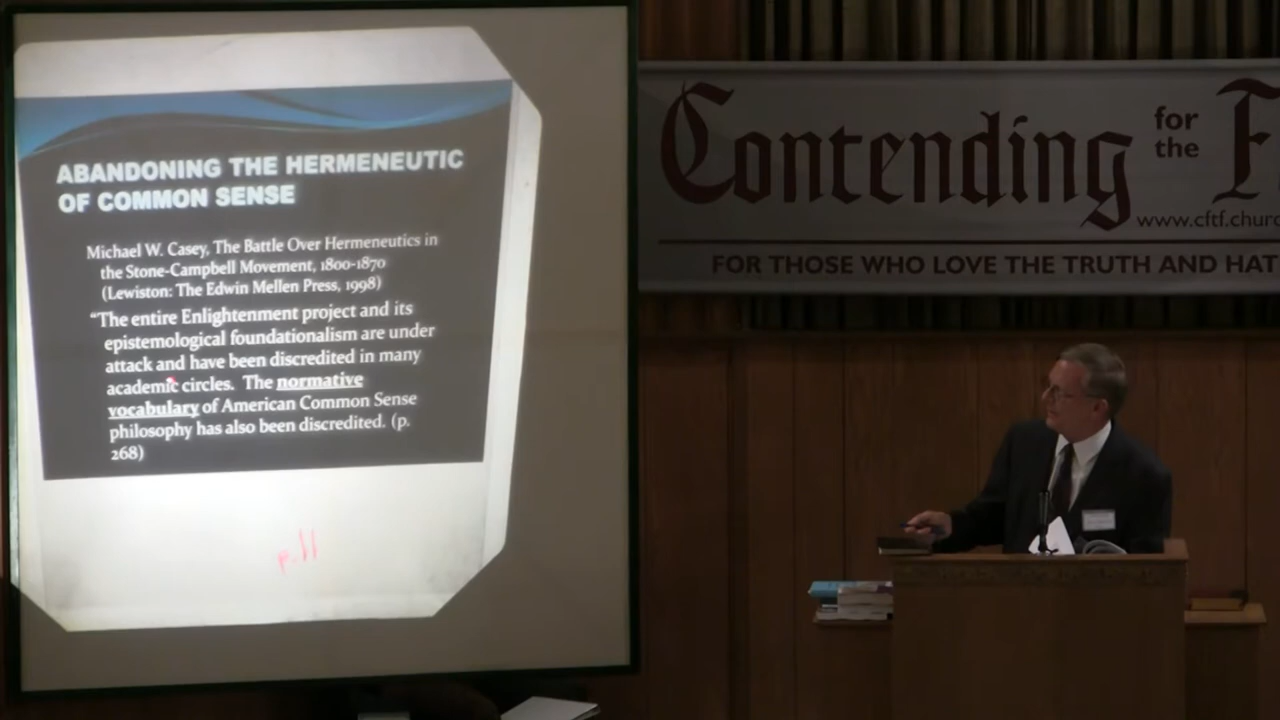 ABANDONING THE HERMENEUTIC
OF COMMON SENSE
Michael W. Casey, The Battle Over Hermeneutics in
the Stone-Campbell Movement, 1800-1870
(Lewiston: The Edwin Mellen Press, 1998)
“The entire Enlightenment project and its
epistemological foundationalism are under
attack and have been discredited in many
academic circles. The normative
vocabulary of American Common Sense
philosophy has also been discredited. (p.
268)
p. 11
Contending for the F
www.cftf.churc
FOR THOSE WHO LOVE THE TRUTH AND HAT